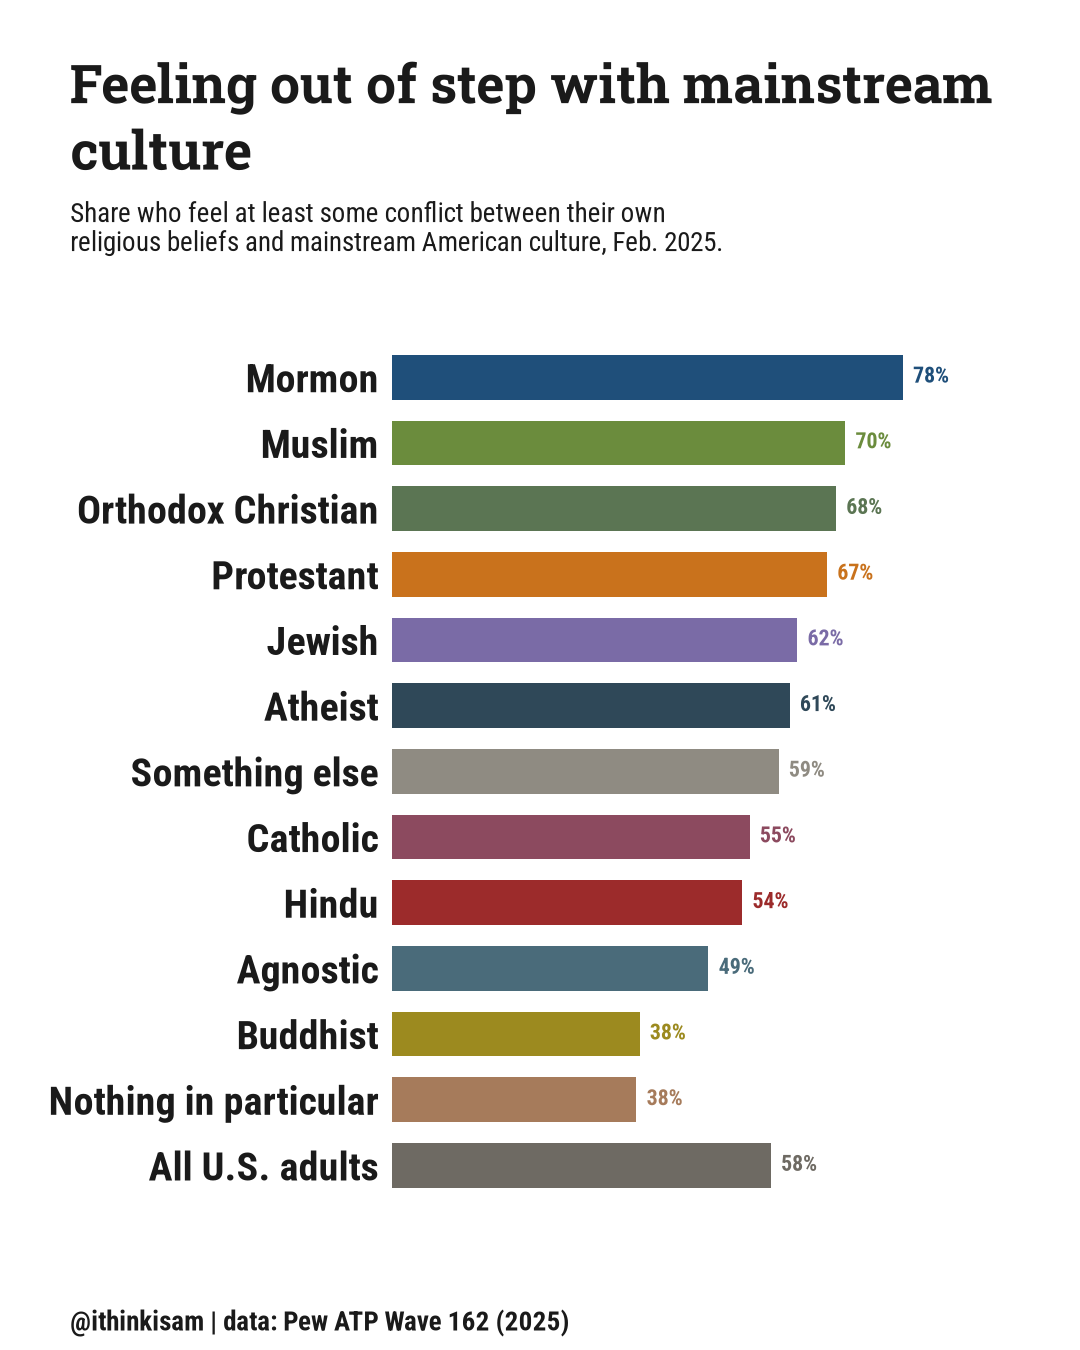 Feeling out of step with mainstream
culture
Share who feel at least some conflict between their own
religious beliefs and mainstream American culture, Feb. 2025.
Mormon 78%
Muslim 70%
Orthodox Christian 68%
Protestant 67%
Jewish 62%
Atheist 61%
Something else 59%
Catholic 55%
Hindu 54%
Agnostic 49%
Buddhist 38%
Nothing in particular 38%
All U.S. adults 58%
@ithinkisam | data: Pew ATP Wave 162 (2025)